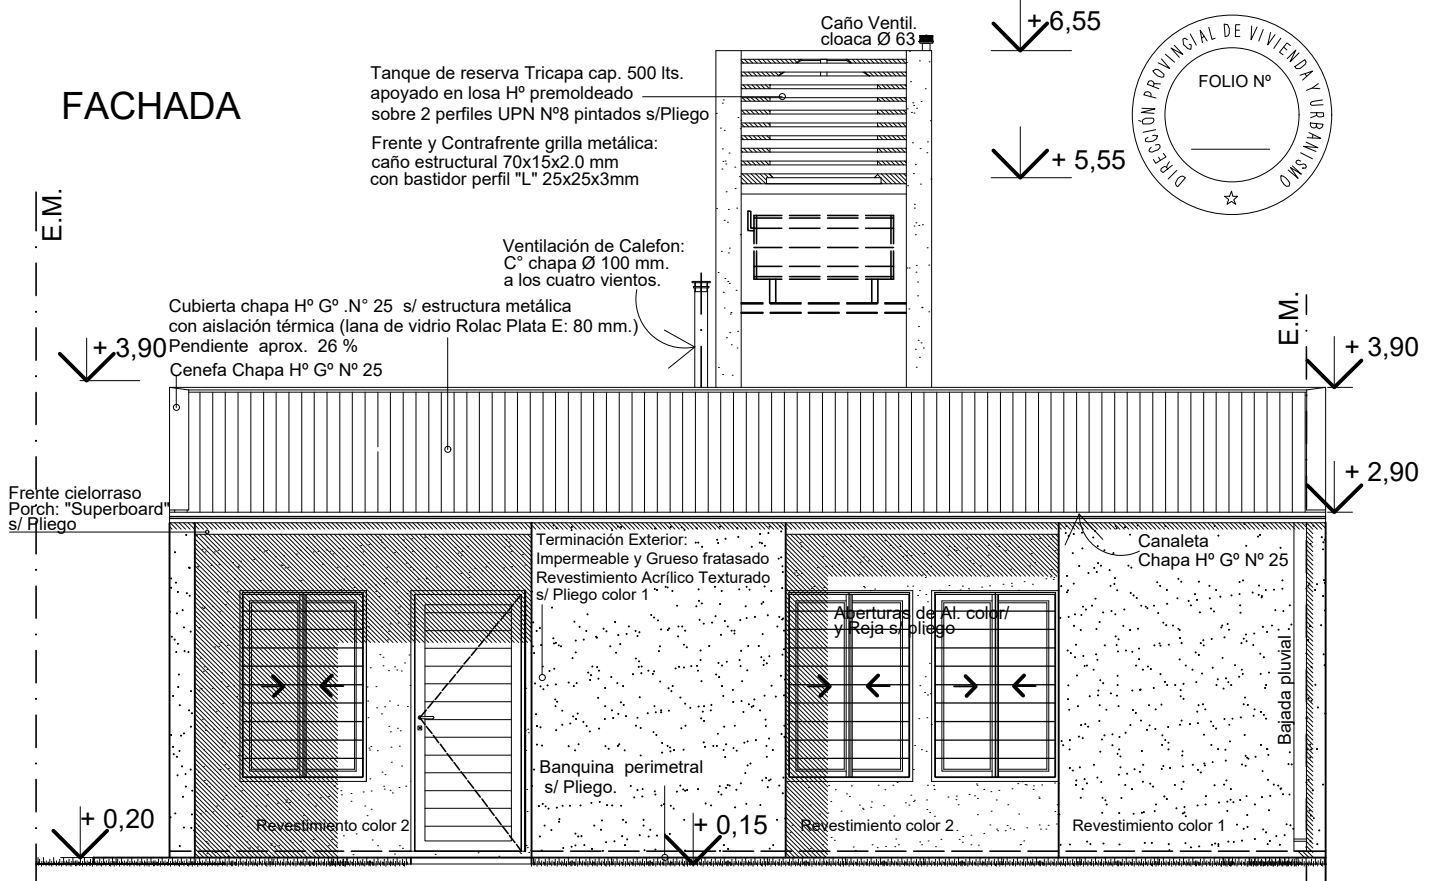 FACHADA
Caño Ventil.
cloaca Ø 63
+ 6,55
Tanque de reserva Tricapa cap. 500 lts.
apoyado en losa Hº premoldeado
sobre 2 perfiles UPN Nº8 pintados s/Pliego
Frente y Contrafrente grilla metálica:
caño estructural 70x15x2.0 mm
con bastidor perfil "L" 25x25x3mm
+ 5,55
DIRECCIÓN PROVINCIAL DE VIVIENDA Y URBANISMO
FOLIO Nº
E.M.
Ventilación de Calefon:
C° chapa Ø 100 mm.
a los cuatro vientos.
Cubierta chapa Hº Gº .N° 25 s/ estructura metálica
con aislación térmica (lana de vidrio Rolac Plata E: 80 mm.)
Pendiente aprox. 26 %
Cenefa Chapa Hº Gº Nº 25
+ 3,90
E.M.
+ 3,90
+ 2,90
Frente cielorraso
Porch: "Superboard"
s/ Pliego
Terminación Exterior:
Impermeable y Grueso fratasado
Revestimiento Acrílico Texturado
s/ Pliego color 1
Canaleta
Chapa Hº Gº Nº 25
Aberturas de Al. color/
y Reja s/ pliego
Bajada pluvial
Banquina perimetral
s/ Pliego.
+ 0,20
Revestimiento color 2
+ 0,15
Revestimiento color 2
Revestimiento color 1